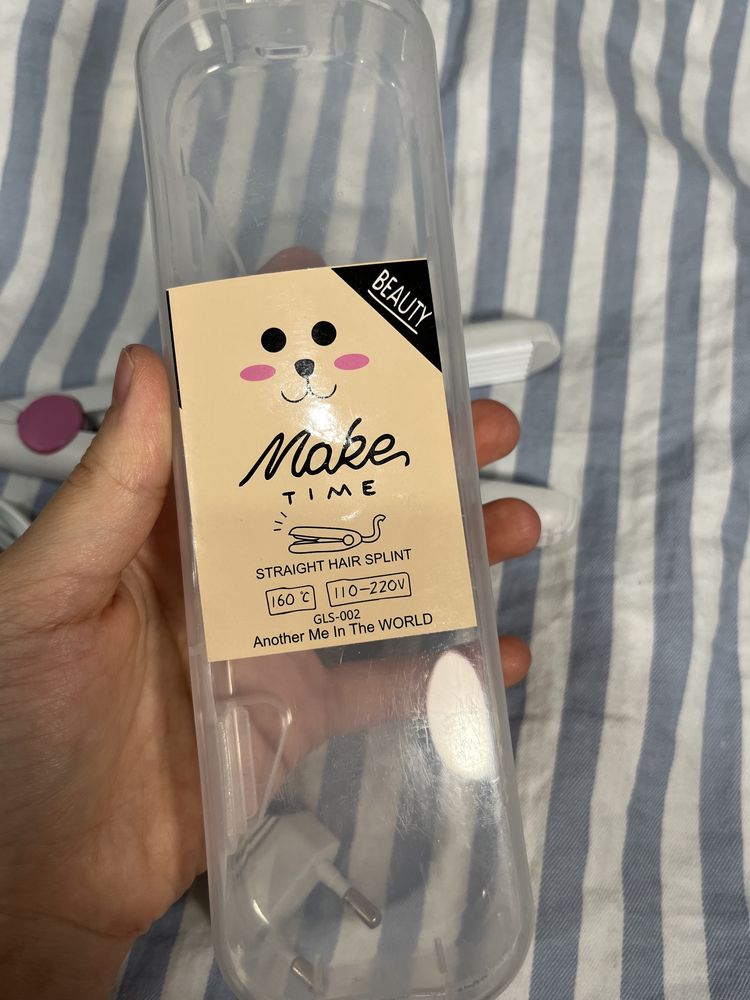 BEAUTY
Make
TIME
STRAIGHT HAIR SPLINT
160℃ 110-220V
GLS-002
Another Me In The WORLD